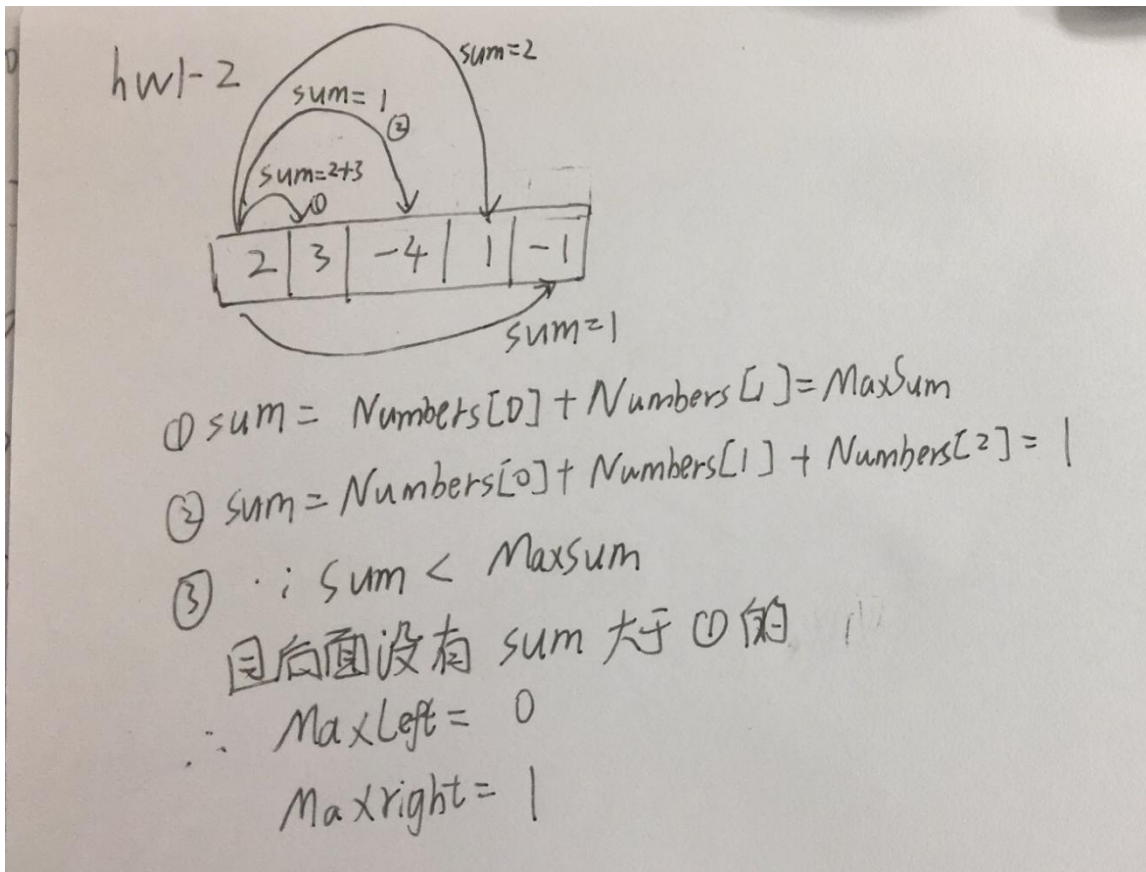 hw1-2
sum=2
sum=1
②
sum=2+3
①
2 3 -4 1 -1
sum=1
① sum = Numbers[0] + Numbers[1] = MaxSum
② sum = Numbers[0] + Numbers[1] + Numbers[2] = 1
③ ∵ sum < Maxsum
且后面没有 sum 大于 ① 的
∴ MaxLeft = 0
Maxright = 1